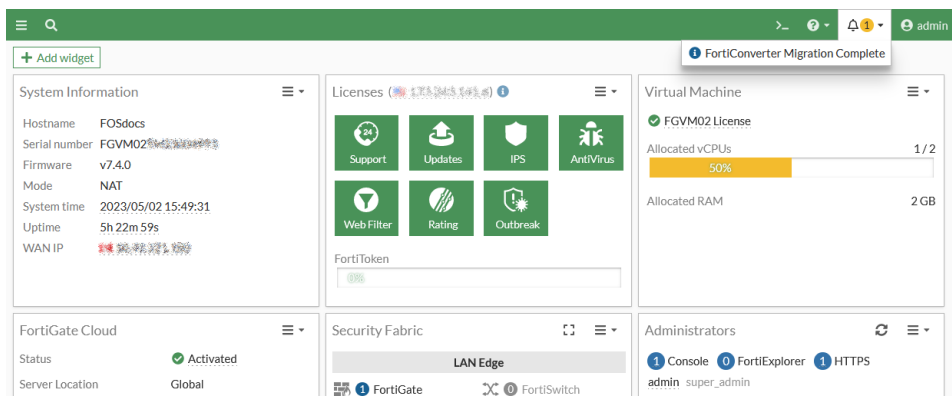 >_ ? 1 admin
FortiConverter Migration Complete
+ Add widget
System Information
Hostname FOSdocs
Serial number FGVM02
Firmware v7.4.0
Mode NAT
System time 2023/05/02 15:49:31
Uptime 5h 22m 59s
WAN IP
Licenses (
24
Support Updates IPS AntiVirus
Web Filter Rating Outbreak
FortiToken
0%
Virtual Machine
FGVM02 License
Allocated vCPUs 1 / 2
50%
Allocated RAM 2 GB
FortiGate Cloud
Status Activated
Server Location Global
Security Fabric
LAN Edge
1 FortiGate 0 FortiSwitch
Administrators
1 Console 0 FortiExplorer 1 HTTPS
admin super_admin